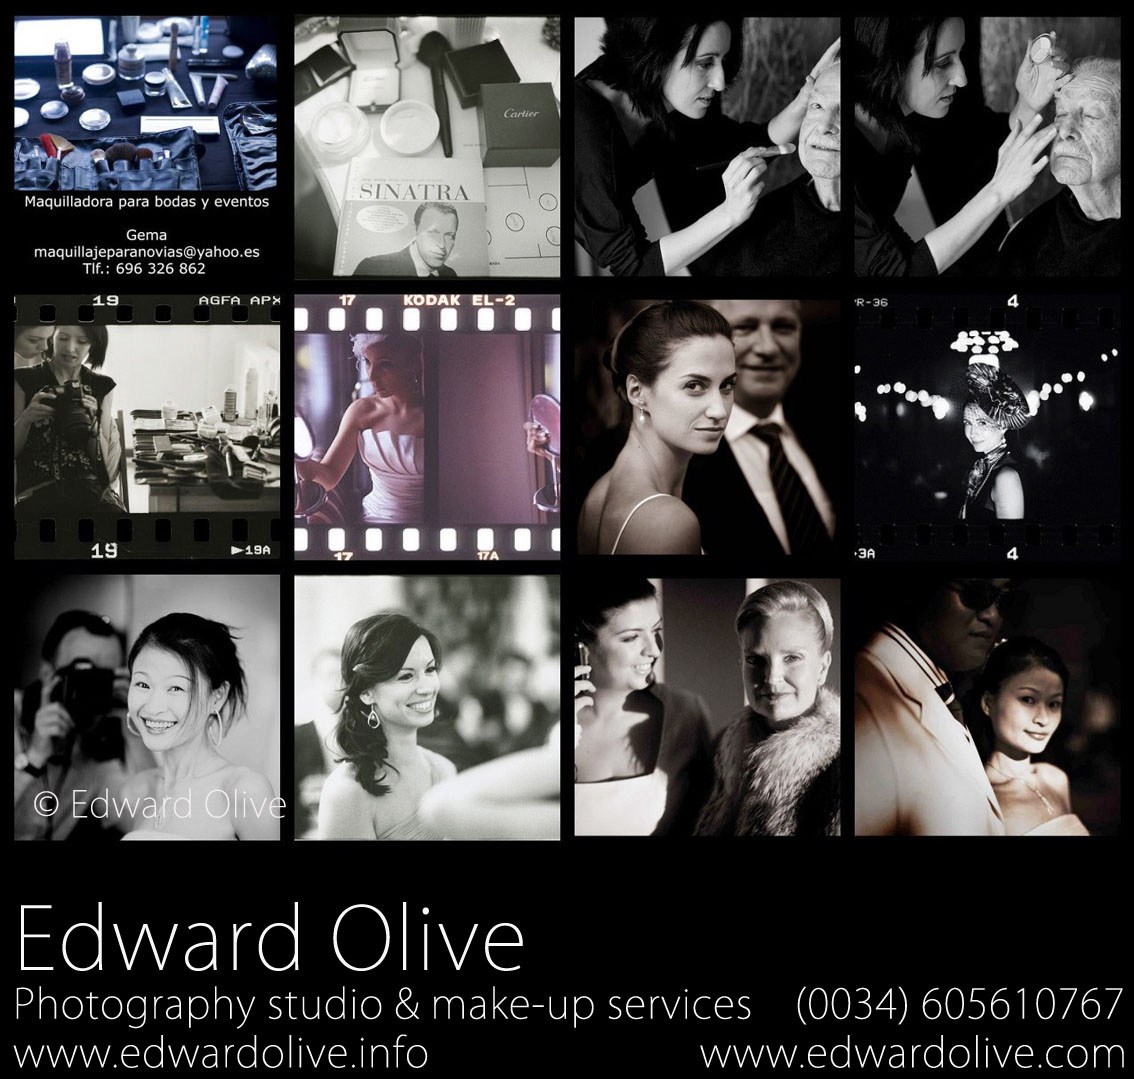 Maquilladora para bodas y eventos
Gema
maquillajeparanovias@yahoo.es
Tlf.: 696 326 862
Cartier
SINATRA
19 AGFA APX
17 KODAK EL-2
R-36 4
19 ►19A
17 17A
3A 4
© Edward Olive
Edward Olive
Photography studio & make-up services (0034) 605610767
www.edwardolive.info www.edwardolive.com